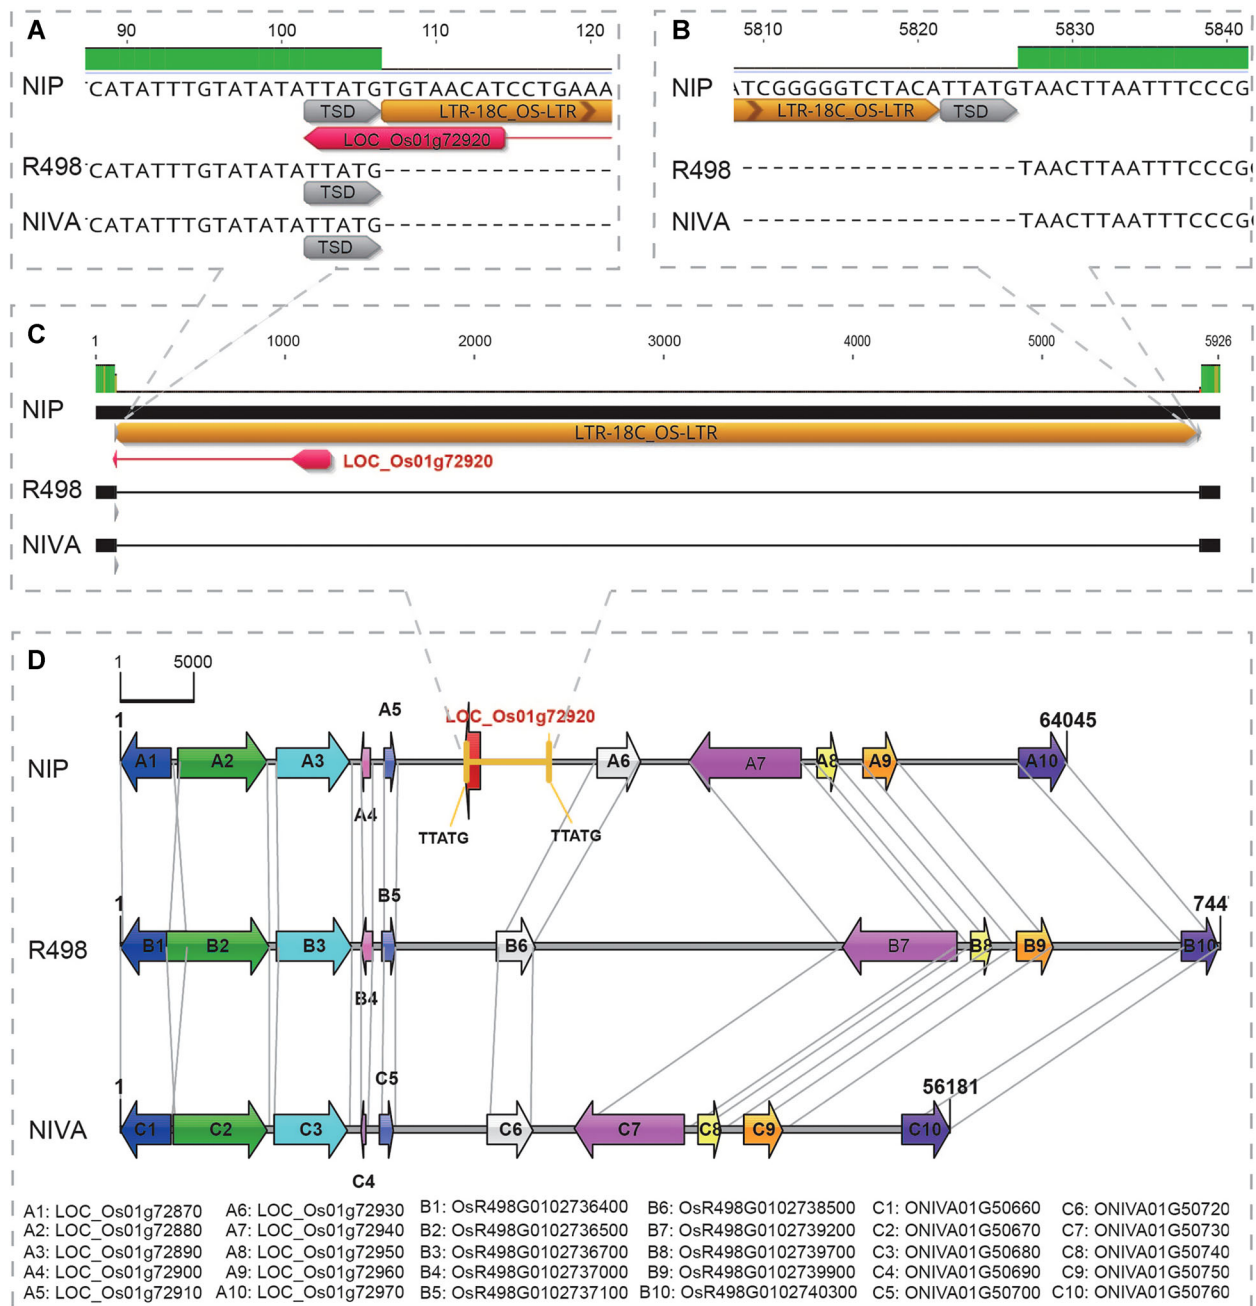 A
90 100 110 120
NIP
CATATTTGTATATATTATGTGTAACATCCTGAAA
TSD LTR-18C_OS-LTR
LOC_Os01g72920
R498
CATATTTGTATATATTATG
TSD
NIVA
CATATTTGTATATATTATG
TSD
B
5810 5820 5830 5840
NIP
ATCGGGGGTCTACATTATGTAACTTAATTTCCCG
LTR-18C_OS-LTR TSD
R498
TAACTTAATTTCCCG
NIVA
TAACTTAATTTCCCG
C
1 1000 2000 3000 4000 5000 5926
NIP
LTR-18C_OS-LTR
LOC_Os01g72920
R498
NIVA
D
1 5000
NIP
1 A5 LOC_Os01g72920 64045
A1 A2 A3 A6 A7 A8 A9 A10
A4 TTATG TTATG
R498
1 B5 744
B1 B2 B3 B6 B7 B8 B9 B10
B4
NIVA
1 C5 56181
C1 C2 C3 C6 C7 C8 C9 C10
C4
A1: LOC_Os01g72870
A2: LOC_Os01g72880
A3: LOC_Os01g72890
A4: LOC_Os01g72900
A5: LOC_Os01g72910
A6: LOC_Os01g72930
A7: LOC_Os01g72940
A8: LOC_Os01g72950
A9: LOC_Os01g72960
A10: LOC_Os01g72970
B1: OsR498G0102736400
B2: OsR498G0102736500
B3: OsR498G0102736700
B4: OsR498G0102737000
B5: OsR498G0102737100
B6: OsR498G0102738500
B7: OsR498G0102739200
B8: OsR498G0102739700
B9: OsR498G0102739900
B10: OsR498G0102740300
C1: ONIVA01G50660
C2: ONIVA01G50670
C3: ONIVA01G50680
C4: ONIVA01G50690
C5: ONIVA01G50700
C6: ONIVA01G50720
C7: ONIVA01G50730
C8: ONIVA01G50740
C9: ONIVA01G50750
C10: ONIVA01G50760